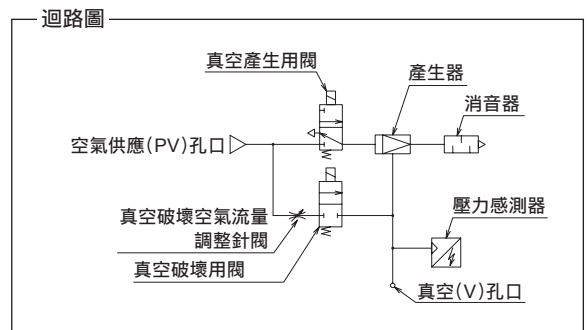 迴路圖
真空產生用閥
產生器
消音器
空氣供應(PV)孔口
真空破壞空氣流量
調整針閥
真空破壞用閥
壓力感測器
真空(V)孔口